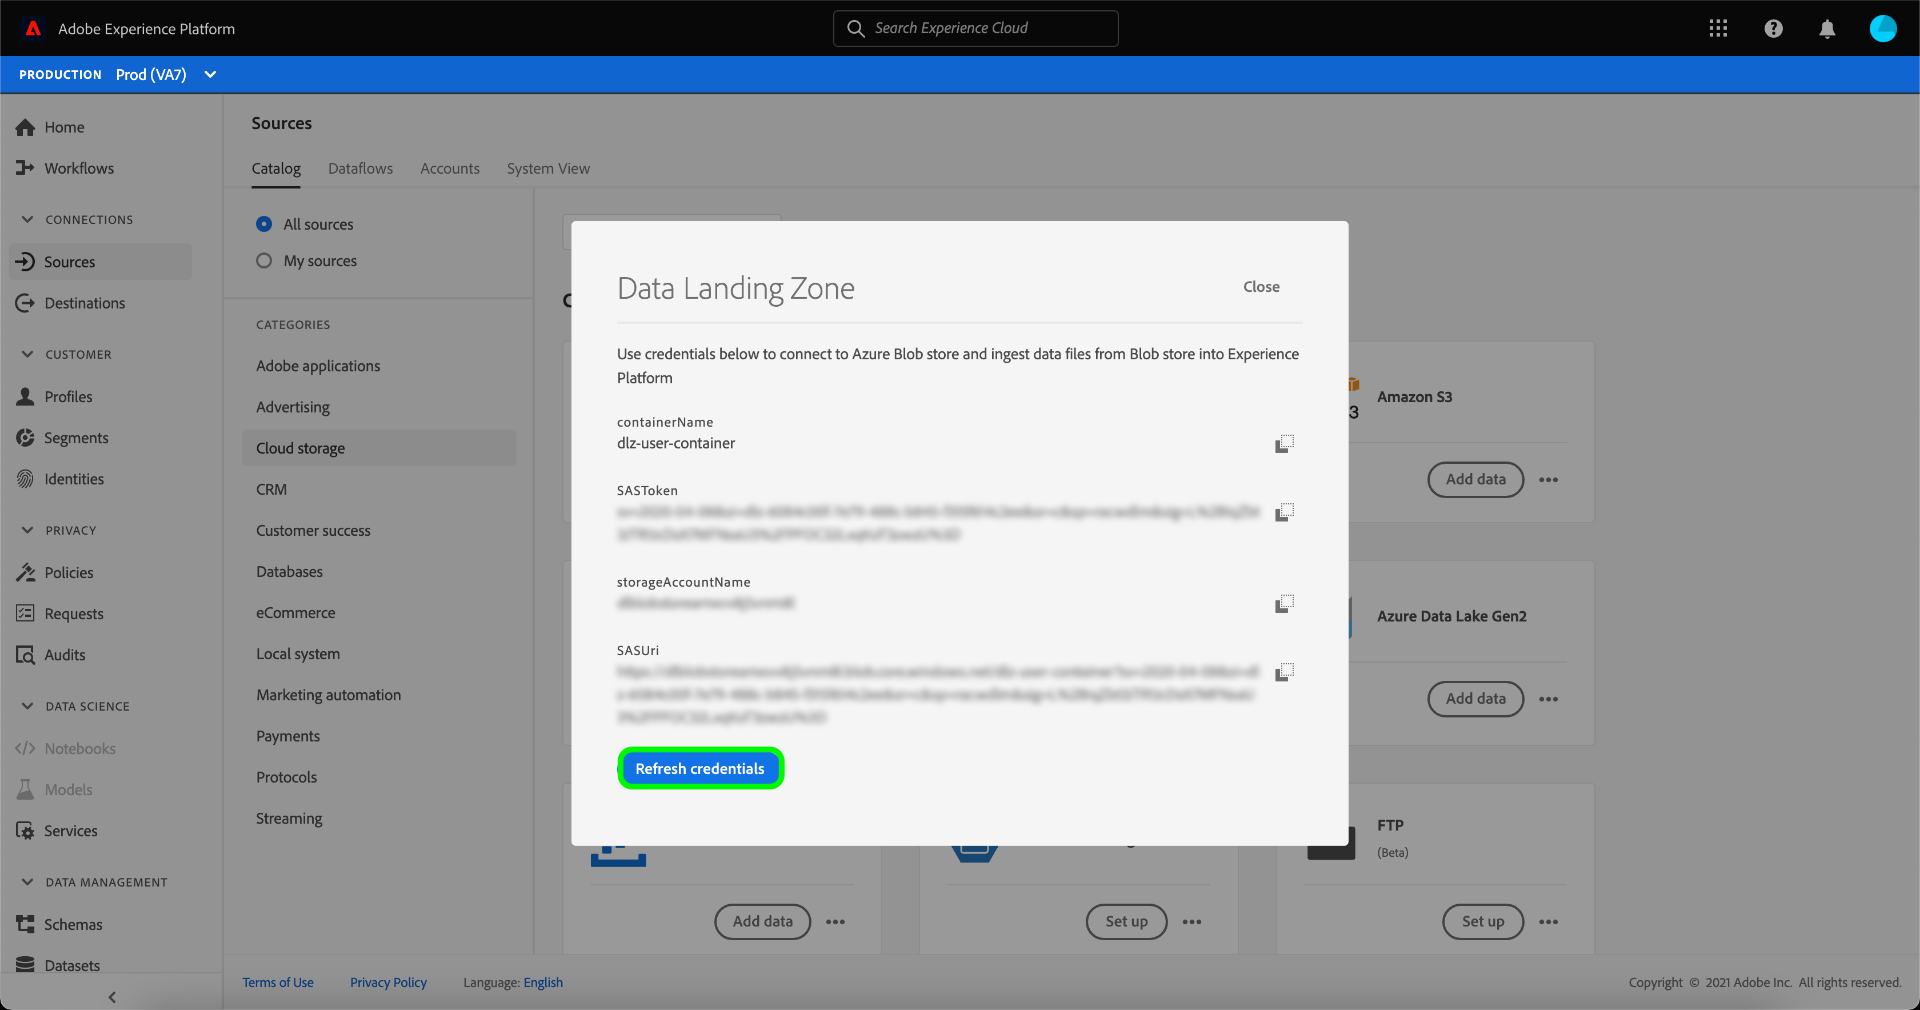 Adobe Experience Platform
Search Experience Cloud
PRODUCTION Prod (VA7)
Home
Workflows
CONNECTIONS
Sources
Destinations
CUSTOMER
Profiles
Segments
Identities
PRIVACY
Policies
Requests
Audits
DATA SCIENCE
Notebooks
Models
Services
DATA MANAGEMENT
Schemas
Datasets
Sources
Catalog Dataflows Accounts System View
All sources
My sources
CATEGORIES
Adobe applications
Advertising
Cloud storage
CRM
Customer success
Databases
eCommerce
Local system
Marketing automation
Payments
Protocols
Streaming
Data Landing Zone
Close
Use credentials below to connect to Azure Blob store and ingest data files from Blob store into Experience
Platform
containerName
dlz-user-container
SASToken
storageAccountName
SASUri
Refresh credentials
Amazon S3
Add data
Azure Data Lake Gen2
Add data
FTP
(Beta)
Add data
Set up
Set up
Terms of Use Privacy Policy Language: English
Copyright © 2021 Adobe Inc. All rights reserved.